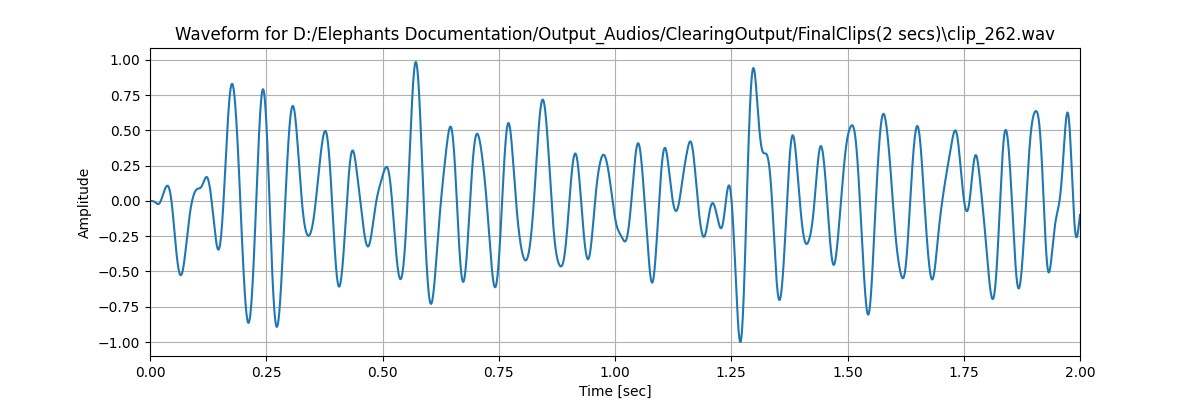 Waveform for D:/Elephants Documentation/Output_Audios/ClearingOutput/FinalClips(2 secs)\clip_262.wav
1.00
0.75
0.50
0.25
0.00
−0.25
−0.50
−0.75
−1.00
Amplitude
0.00 0.25 0.50 0.75 1.00 1.25 1.50 1.75 2.00
Time [sec]